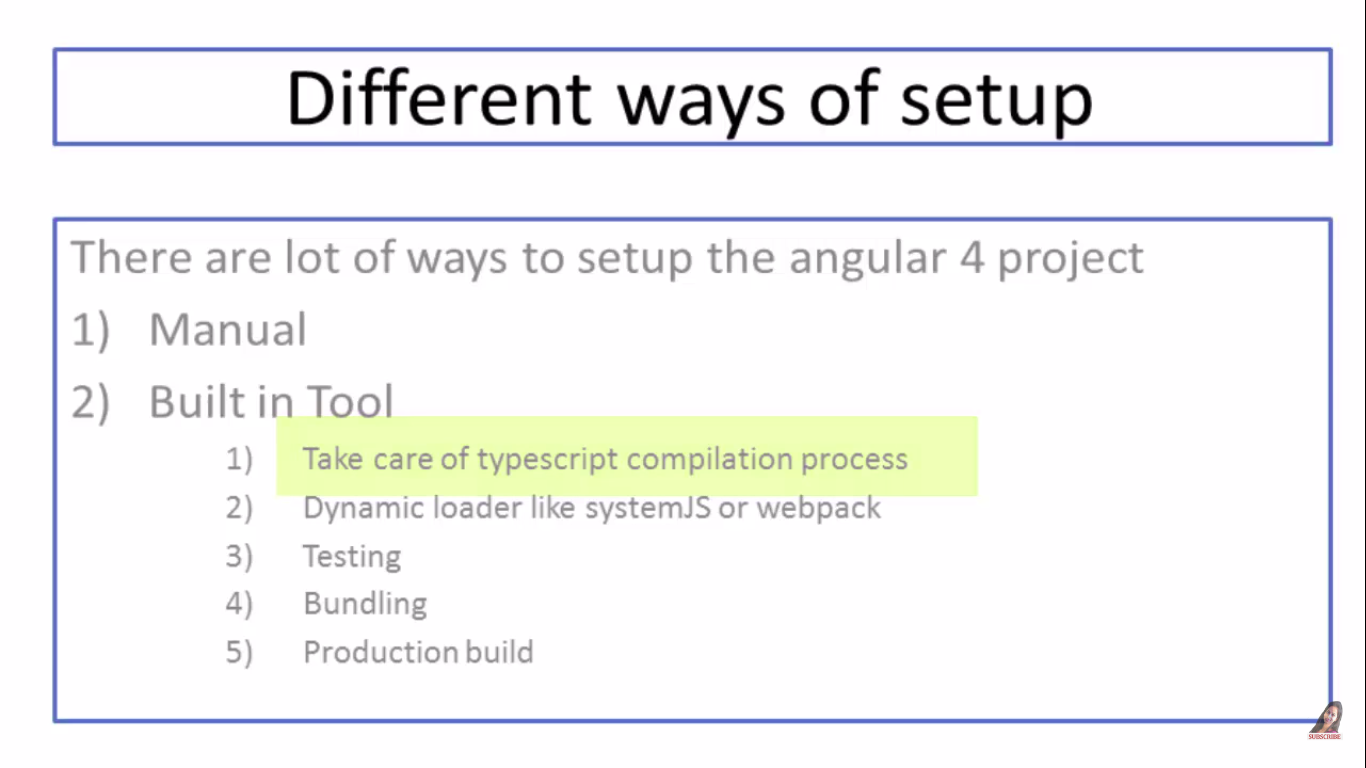 Different ways of setup
There are lot of ways to setup the angular 4 project
1) Manual
2) Built in Tool
1) Take care of typescript compilation process
2) Dynamic loader like systemJS or webpack
3) Testing
4) Bundling
5) Production build
SUBSCRIBE